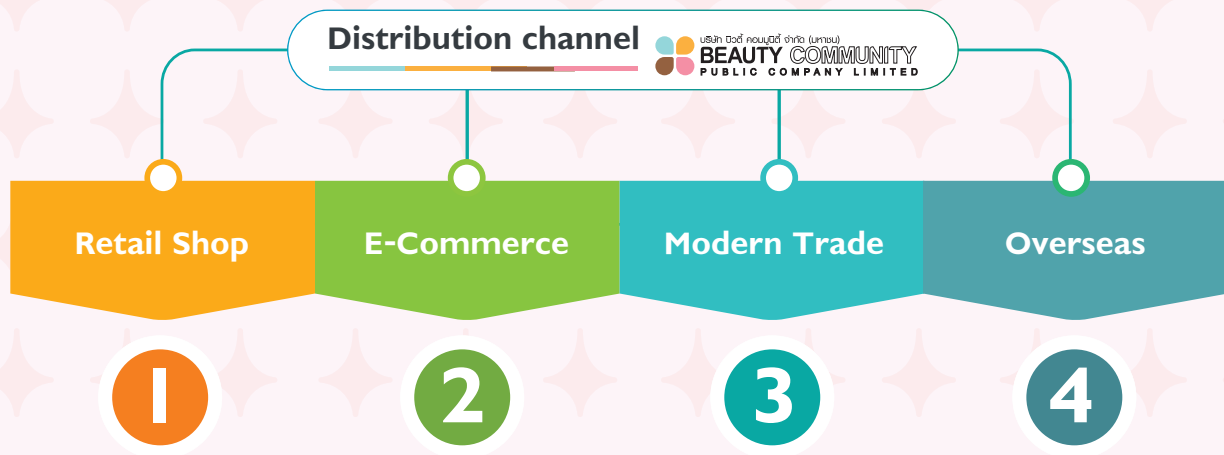 Distribution channel
บริษัท บิวตี้ คอมมูนิตี้ จำกัด (มหาชน)
BEAUTY COMMUNITY
PUBLIC COMPANY LIMITED
Retail Shop
E-Commerce
Modern Trade
Overseas
1
2
3
4